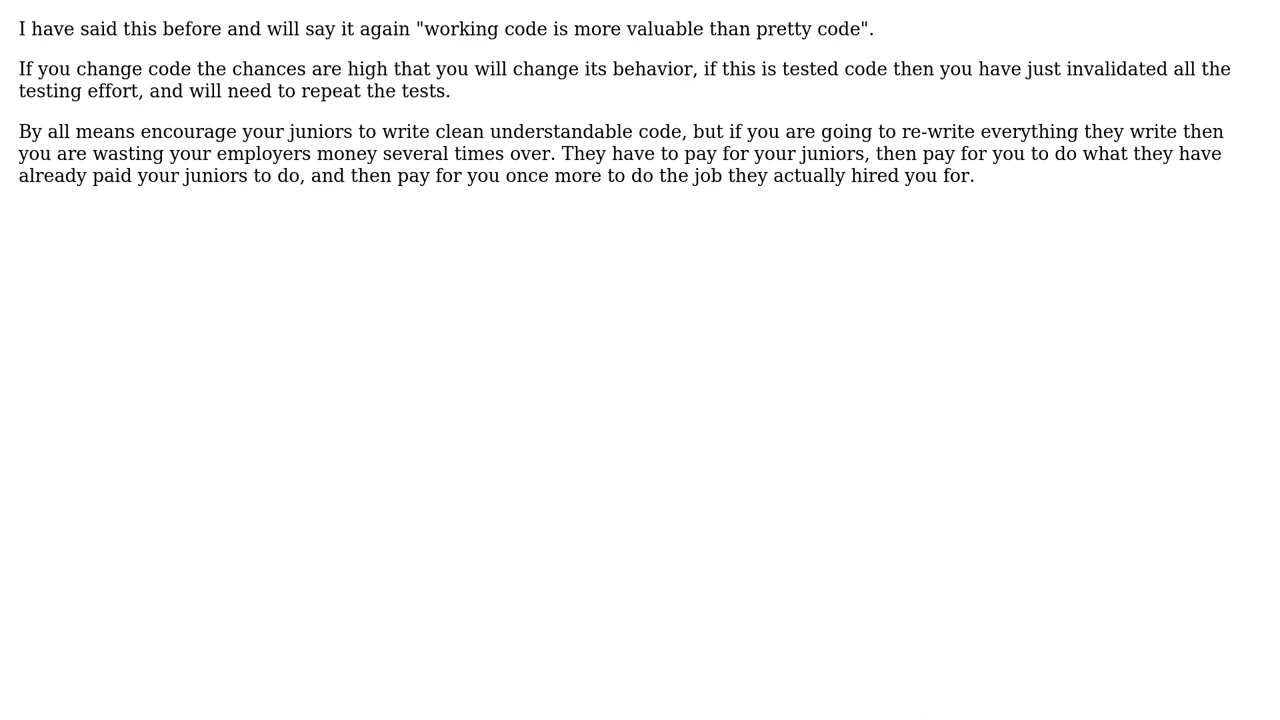 I have said this before and will say it again "working code is more valuable than pretty code".
If you change code the chances are high that you will change its behavior, if this is tested code then you have just invalidated all the
testing effort, and will need to repeat the tests.
By all means encourage your juniors to write clean understandable code, but if you are going to re-write everything they write then
you are wasting your employers money several times over. They have to pay for your juniors, then pay for you to do what they have
already paid your juniors to do, and then pay for you once more to do the job they actually hired you for.